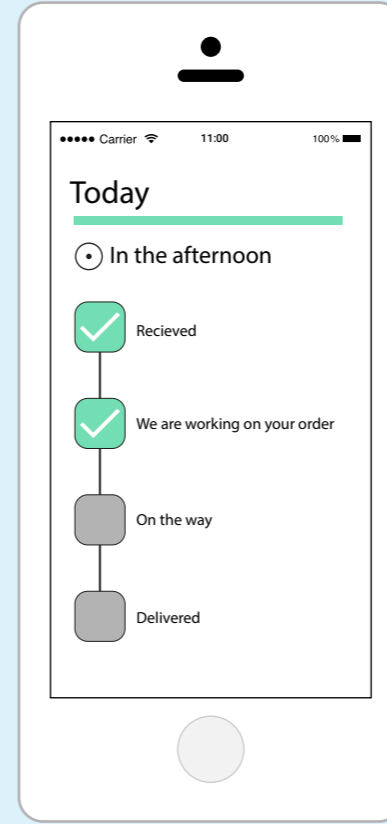 Carrier 11:00 100%
Today
In the afternoon
Recieved
We are working on your order
On the way
Delivered